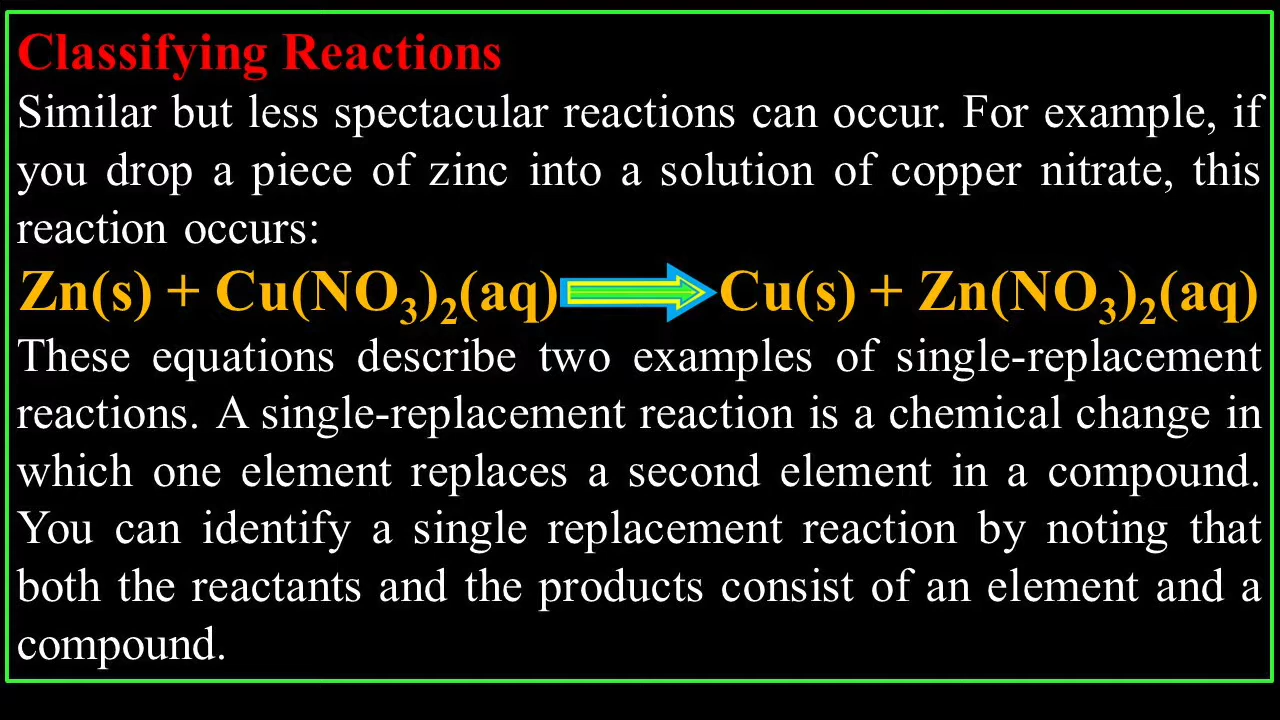 Classifying Reactions
Similar but less spectacular reactions can occur. For example, if
you drop a piece of zinc into a solution of copper nitrate, this
reaction occurs:
Zn(s) + Cu(NO₃)₂(aq) Cu(s) + Zn(NO₃)₂(aq)
These equations describe two examples of single-replacement
reactions. A single-replacement reaction is a chemical change in
which one element replaces a second element in a compound.
You can identify a single replacement reaction by noting that
both the reactants and the products consist of an element and a
compound.